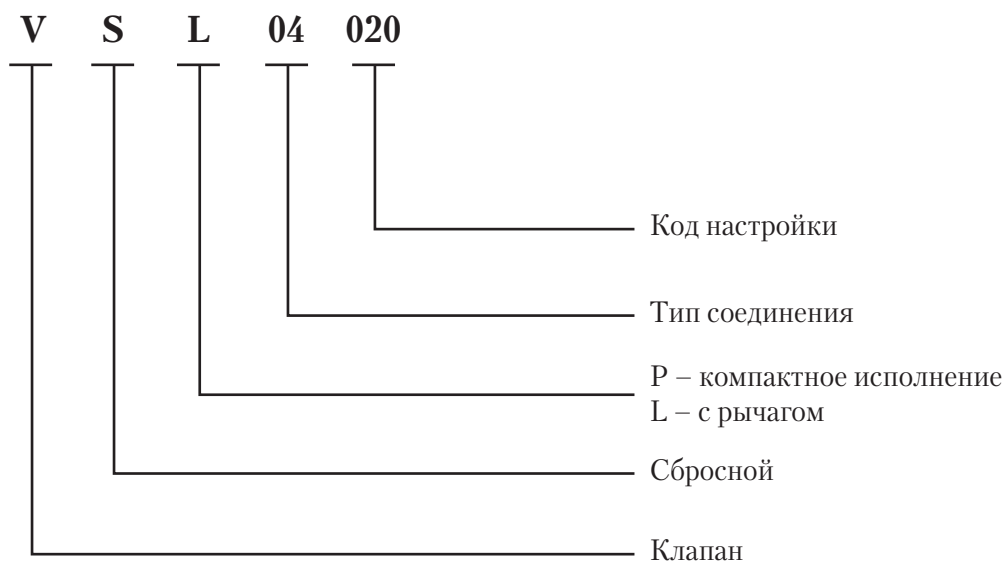 V S L 04 020
Код настройки
Тип соединения
P – компактное исполнение
L – с рычагом
Сбросной
Клапан